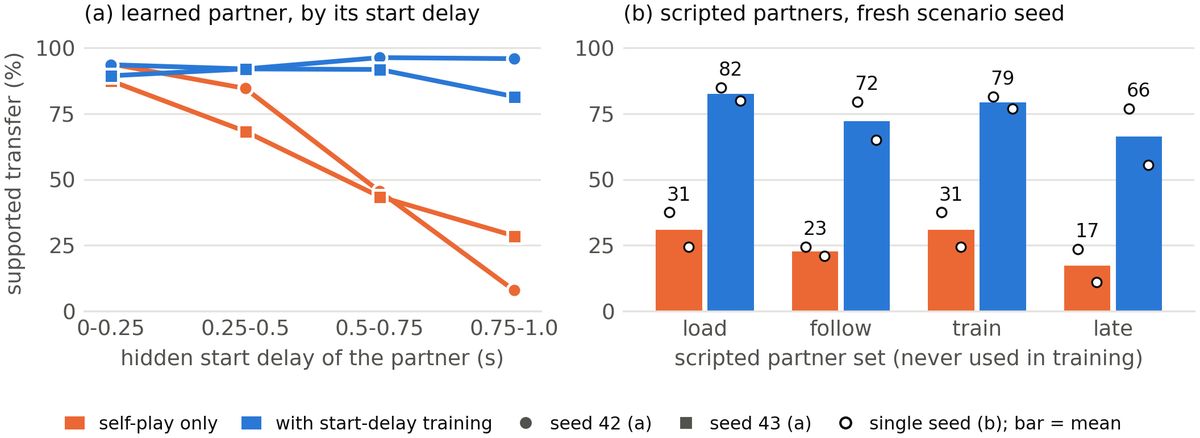 (a) learned partner, by its start delay
supported transfer (%)
100
75
50
25
0
0-0.25 0.25-0.5 0.5-0.75 0.75-1.0
hidden start delay of the partner (s)
(b) scripted partners, fresh scenario seed
100
75
50
25
0
31 82 23 72 31 79 17 66
load follow train late
scripted partner set (never used in training)
self-play only with start-delay training seed 42 (a) seed 43 (a) single seed (b); bar = mean